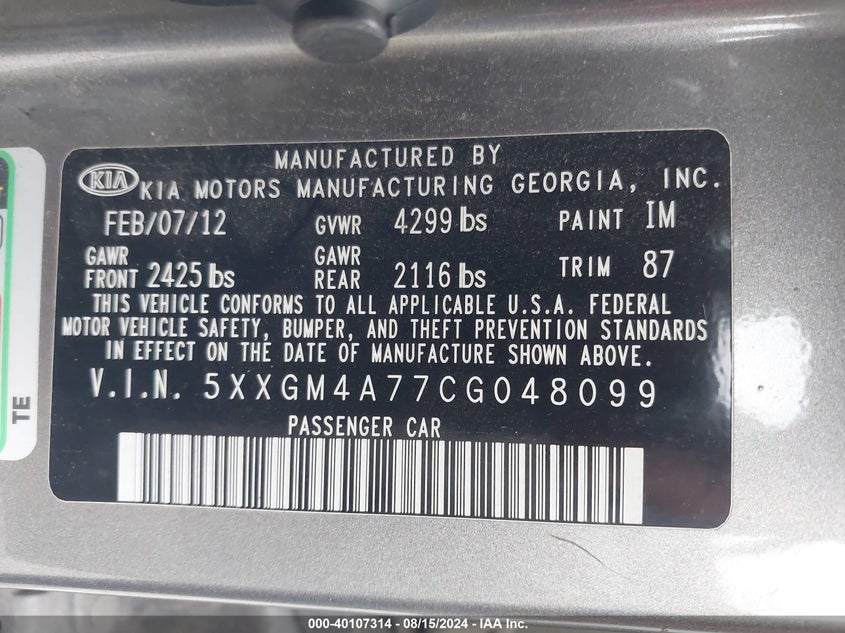 MANUFACTURED BY
KIA KIA MOTORS MANUFACTURING GEORGIA, INC.
FEB/07/12 GVWR 4299 lbs PAINT IM
GAWR FRONT 2425 lbs GAWR REAR 2116 lbs TRIM 87
THIS VEHICLE CONFORMS TO ALL APPLICABLE U.S.A. FEDERAL
MOTOR VEHICLE SAFETY, BUMPER, AND THEFT PREVENTION STANDARDS
IN EFFECT ON THE DATE OF MANUFACTURE SHOWN ABOVE.
V.I.N. 5XXGM4A77CG048099
PASSENGER CAR
TE
000-40107314 - 08/15/2024 - © IAA Inc.